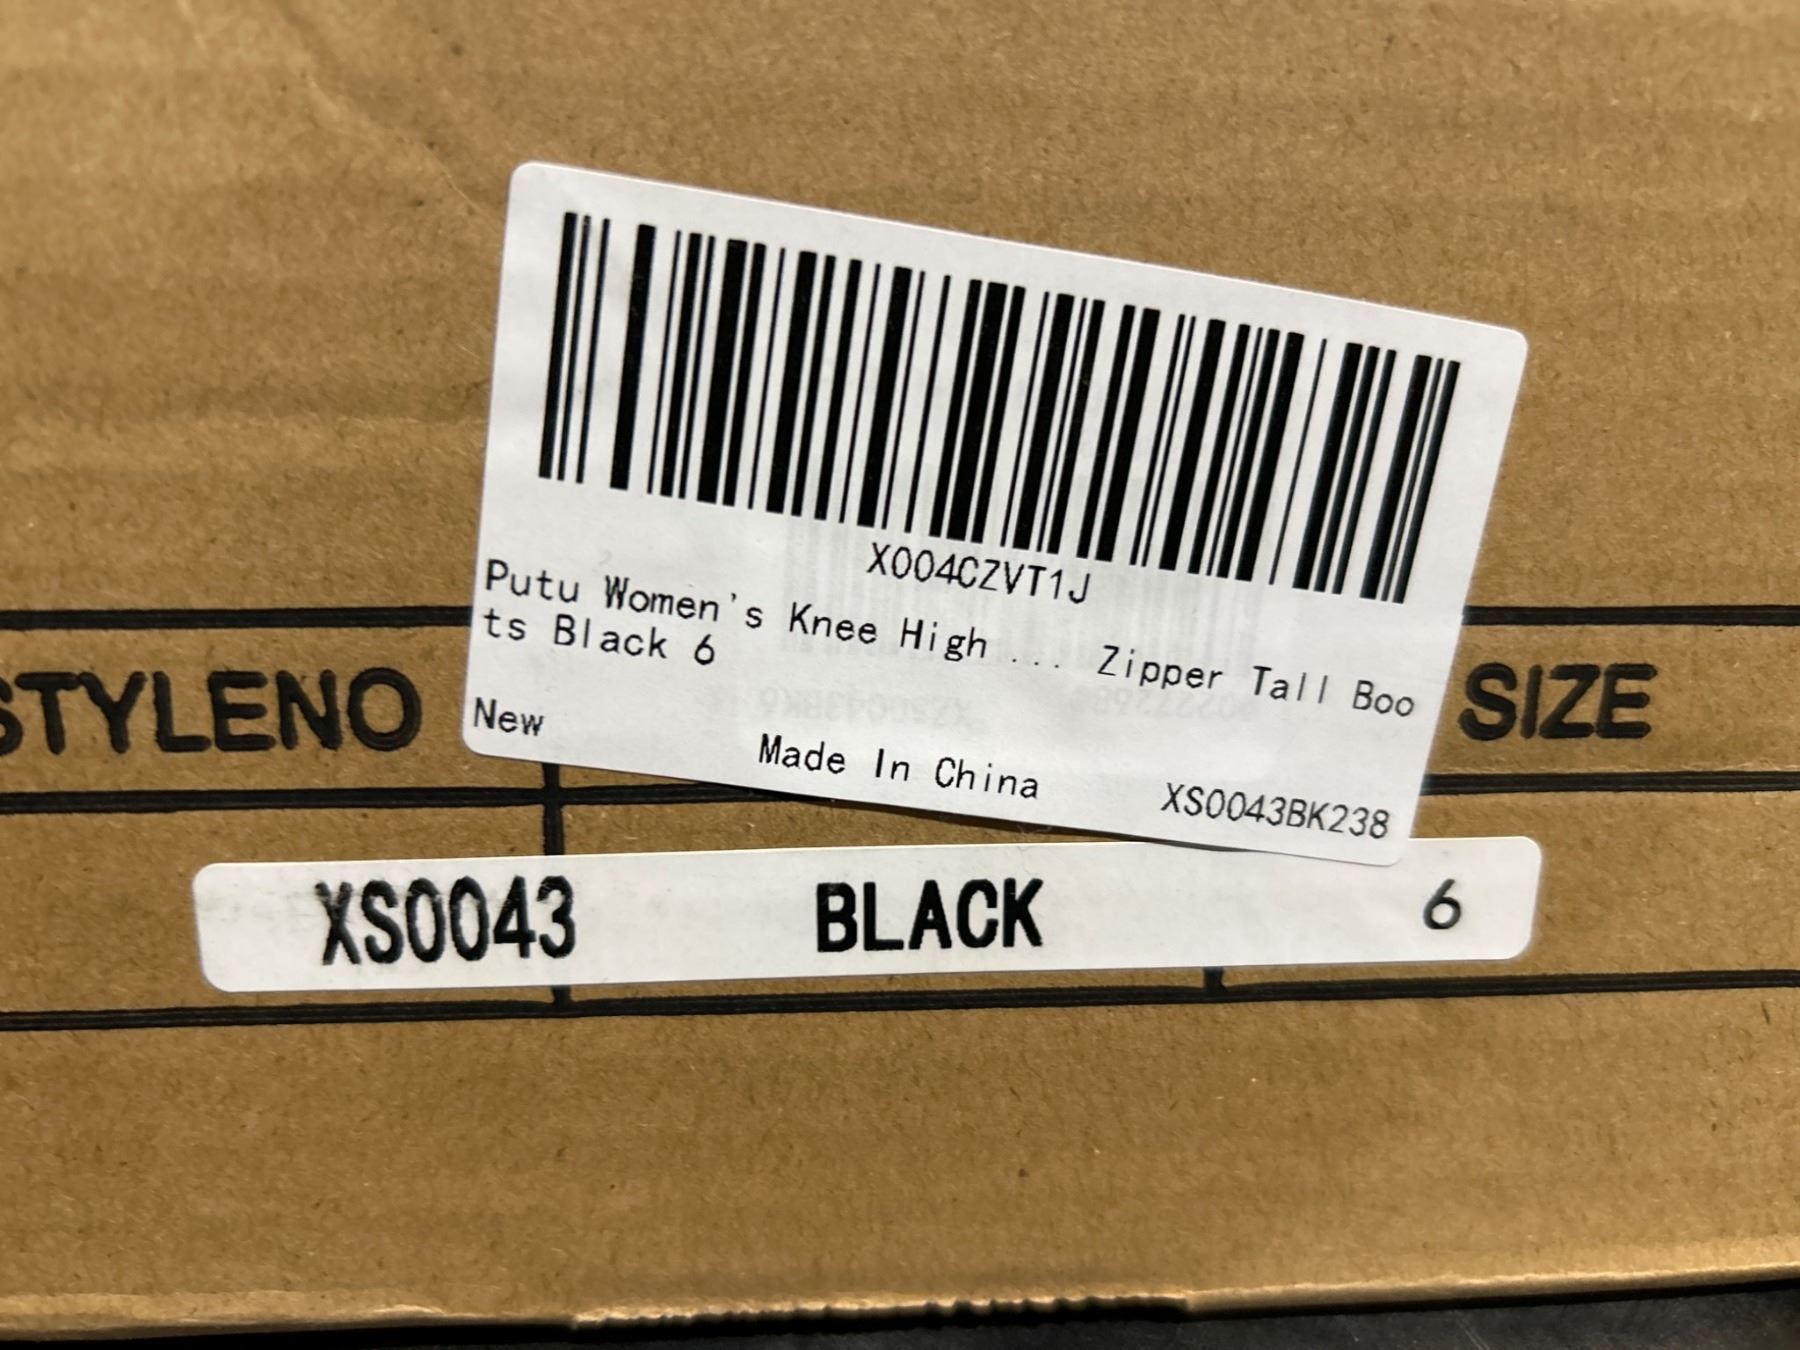 X004CZVT1J
Putu Women's Knee High ... Zipper Tall Boo
ts Black 6
New
Made In China
XS0043BK238
STYLENO
SIZE
XS0043 BLACK 6